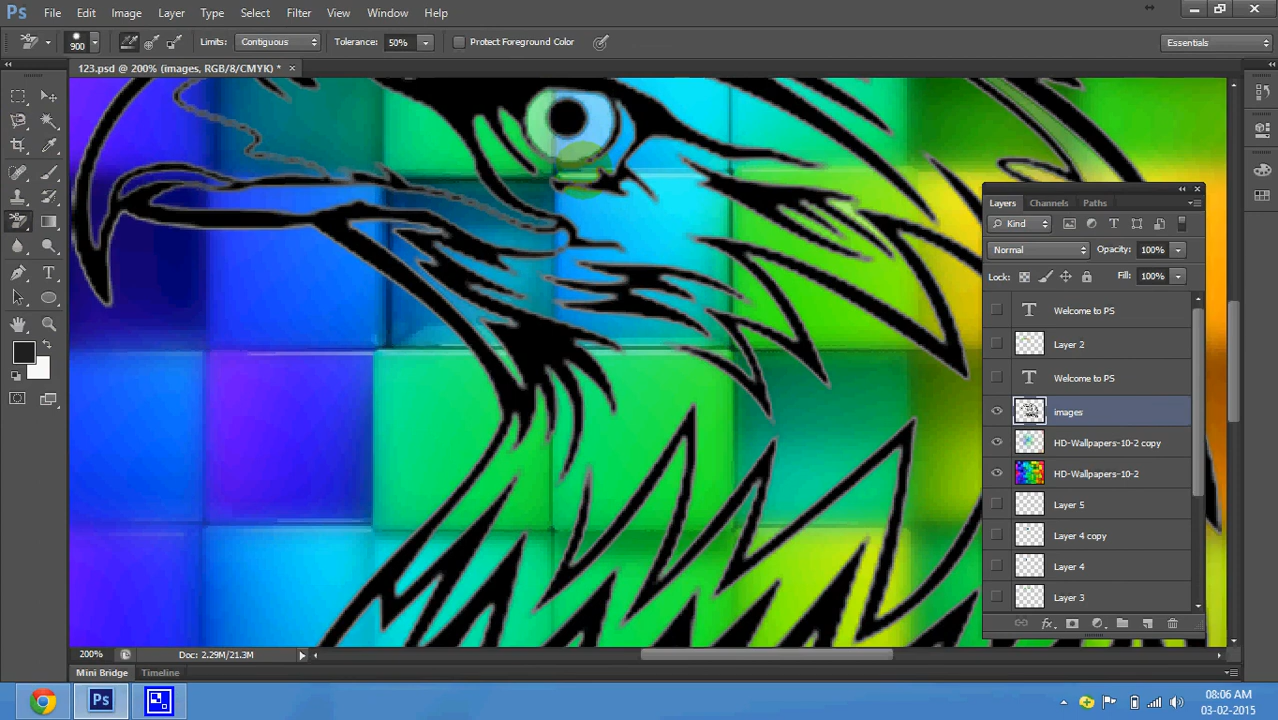 Ps File Edit Image Layer Type Select Filter View Window Help
900 Limits: Contiguous Tolerance: 50% Protect Foreground Color Essentials
123.psd @ 200% (images, RGB/8/CMYK) *
Layers Channels Paths
Kind
Normal Opacity: 100%
Lock: Fill: 100%
Welcome to PS
Layer 2
Welcome to PS
images
HD-Wallpapers-10-2 copy
HD-Wallpapers-10-2
Layer 5
Layer 4 copy
Layer 4
Layer 3
fx
200% Doc: 2.29M/21.3M
Mini Bridge Timeline
Ps
08:06 AM
03-02-2015